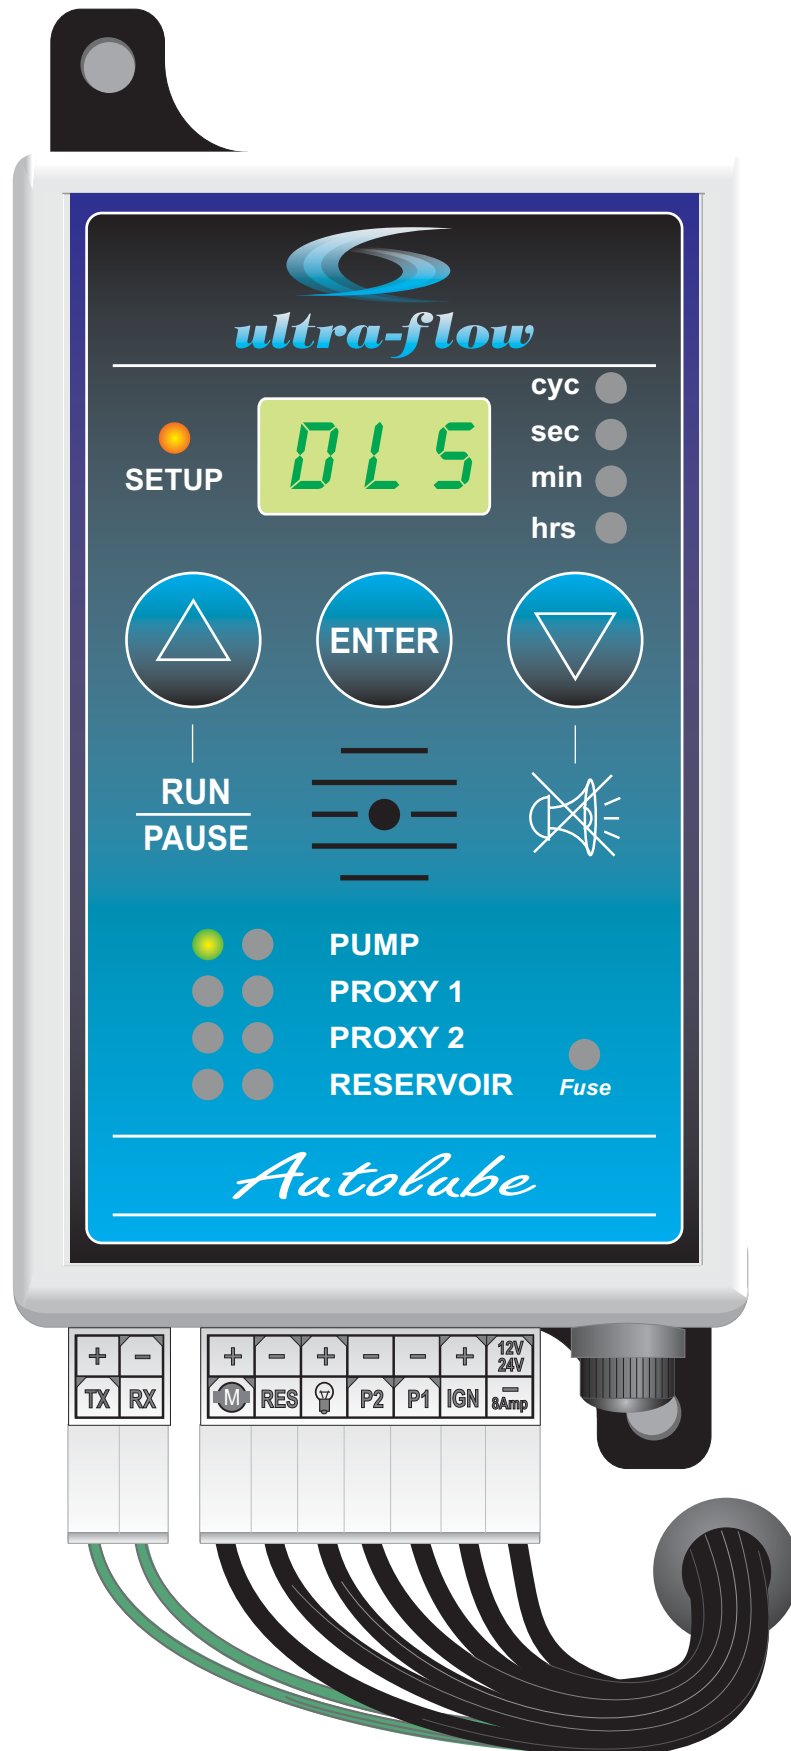 ultra-flow
cyc
sec
min
hrs
SETUP
DLS
ENTER
RUN
PAUSE
PUMP
PROXY 1
PROXY 2
RESERVOIR
Fuse
Autolube
+ −
TX RX
+ − + − − + 12V 24V
M RES P2 P1 IGN − 8Amp